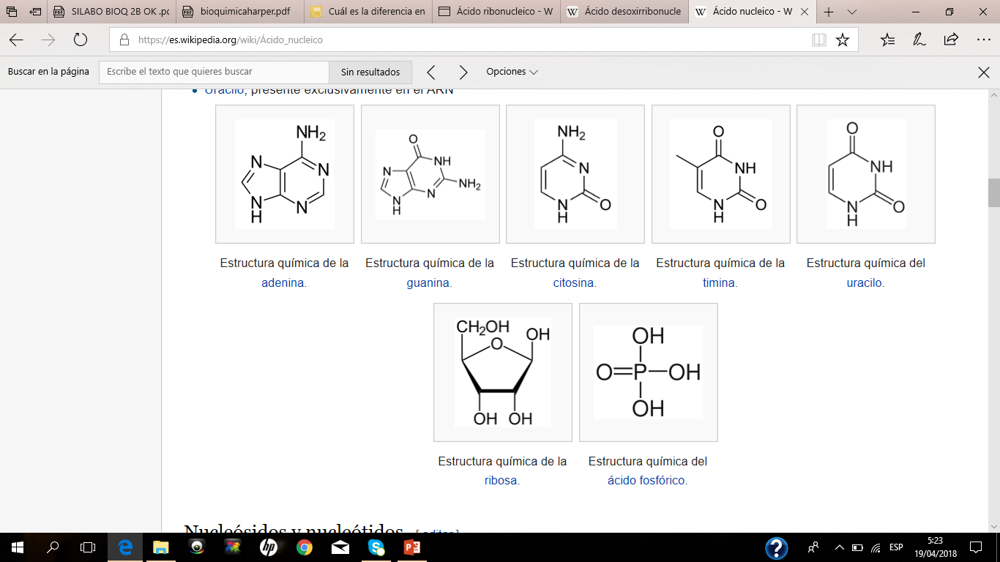 SILABO BIOQ 2B OK .pc
bioquimicaharper.pdf
Cuál es la diferencia en
Ácido ribonucleico - W
Ácido desoxirribonucle
Ácido nucleico - W
https://es.wikipedia.org/wiki/Ácido_nucleico
Buscar en la página
Escribe el texto que quieres buscar
Sin resultados
Opciones
Uracilo, presente exclusivamente en el ARN
NH2
N
N
N
H
N
O
N
NH
N
H
N
NH2
NH2
N
N
H
O
O
NH
N
H
O
O
NH
N
H
O
Estructura química de la
adenina.
Estructura química de la
guanina.
Estructura química de la
citosina.
Estructura química de la
timina.
Estructura química del
uracilo.
CH2OH
O
OH
OH OH
OH
O=P—OH
OH
Estructura química de la
ribosa.
Estructura química del
ácido fosfórico.
Nucleósidos y nucleótidos [ editar ]
hp
ESP
5:23
19/04/2018